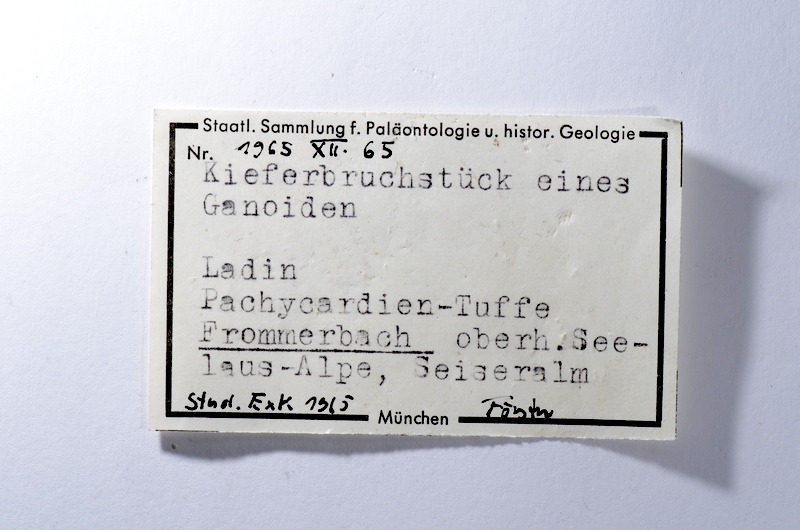 Staatl. Sammlung f. Paläontologie u. histor. Geologie
Nr. 1965 XII. 65
Kieferbruchstück eines
Ganoiden
Ladin
Pachycardien-Tuffe
Frommerbach oberh.See-
laus-Alpe, Seiseralm
Stud. Exk. 1965
München